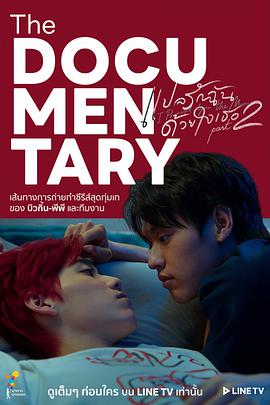 The
DOCU
MEN
TARY
แปลรักฉัน
ด้วยใจเธอ
part 2
เส้นทางการถ่ายทำซีรีส์สุดทุ่มเท
ของ บิวกิ้น-พีพี และทีมงาน
ดูเต็มๆ ก่อนใคร บน LINE TV เท่านั้น
LINE TV